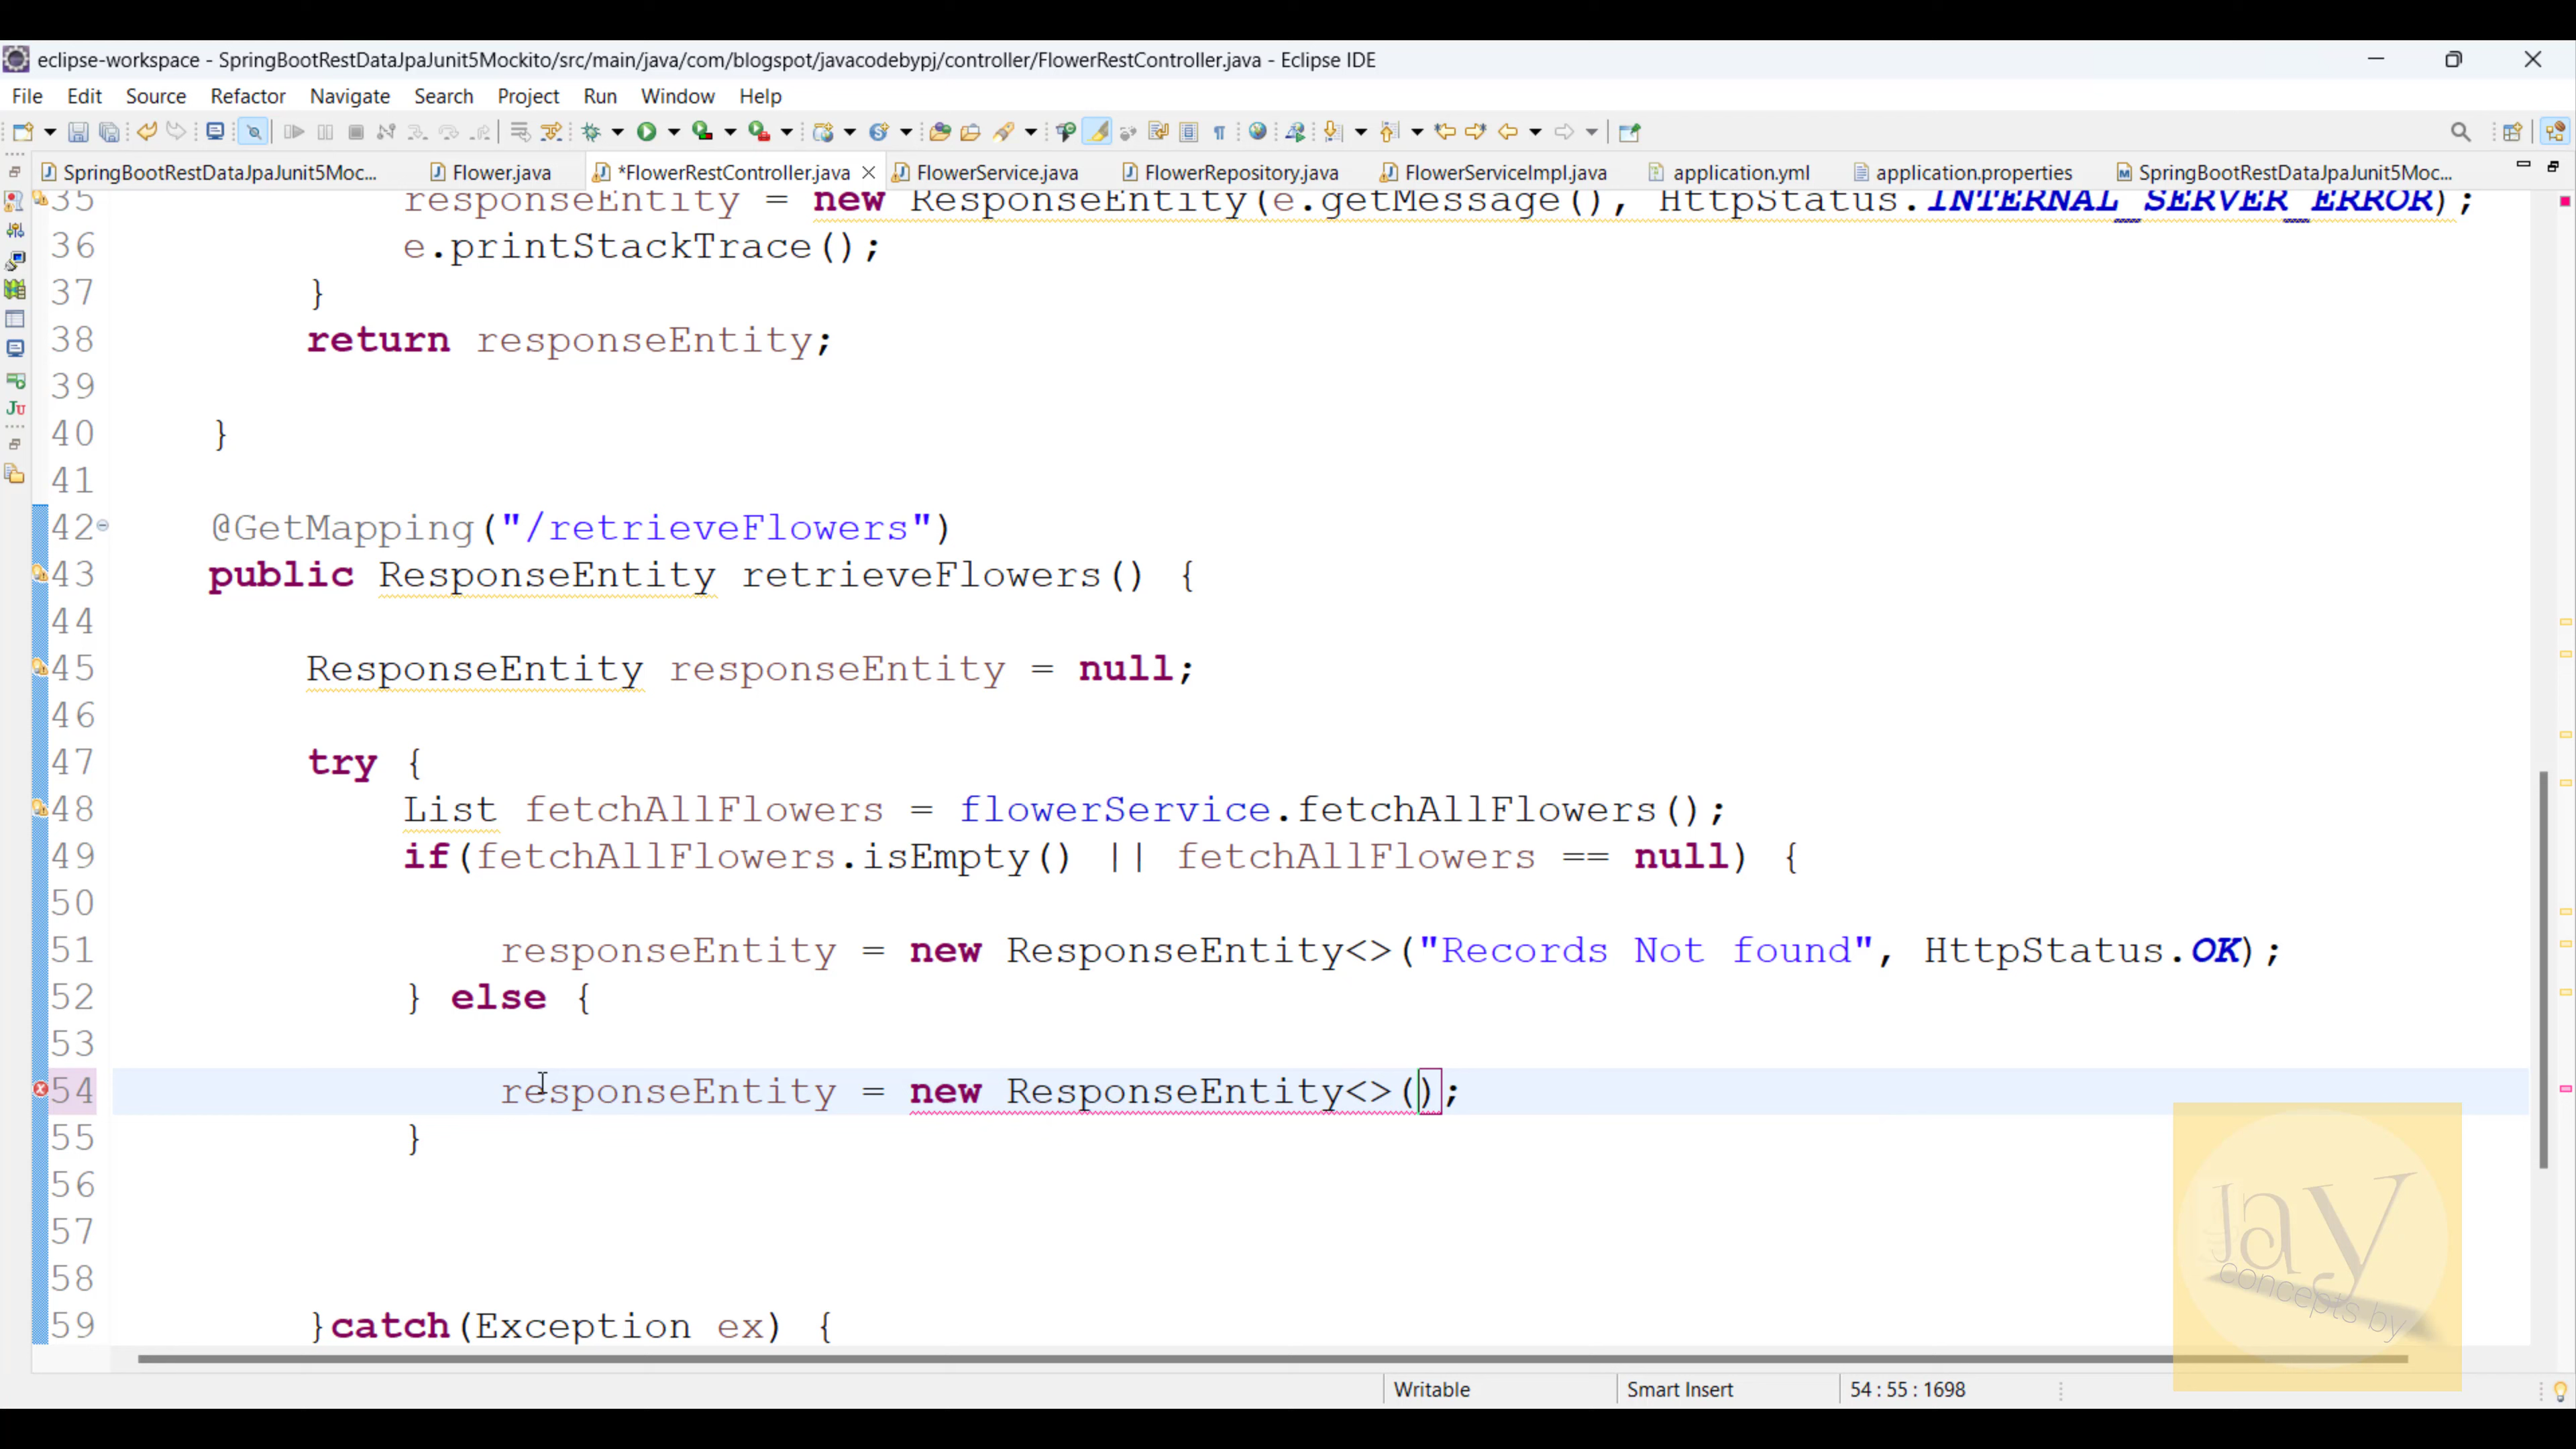 eclipse-workspace - SpringBootRestDataJpaJunit5Mockito/src/main/java/com/blogspot/javacodebypj/controller/FlowerRestController.java - Eclipse IDE
File Edit Source Refactor Navigate Search Project Run Window Help
SpringBootRestDataJpaJunit5Moc... Flower.java *FlowerRestController.java FlowerService.java FlowerRepository.java FlowerServiceImpl.java application.yml application.properties SpringBootRestDataJpaJunit5Moc...
35 responseEntity = new ResponseEntity(e.getMessage(), HttpStatus.INTERNAL_SERVER_ERROR);
36 e.printStackTrace();
37 }
38 return responseEntity;
39
40 }
41
42 @GetMapping("/retrieveFlowers")
43 public ResponseEntity retrieveFlowers() {
44
45 ResponseEntity responseEntity = null;
46
47 try {
48 List fetchAllFlowers = flowerService.fetchAllFlowers();
49 if(fetchAllFlowers.isEmpty() || fetchAllFlowers == null) {
50
51 responseEntity = new ResponseEntity<>("Records Not found", HttpStatus.OK);
52 } else {
53
54 responseEntity = new ResponseEntity<>();
55 }
56
57
58
59 }catch(Exception ex) {
Writable Smart Insert 54 : 55 : 1698
Jay
concepts by